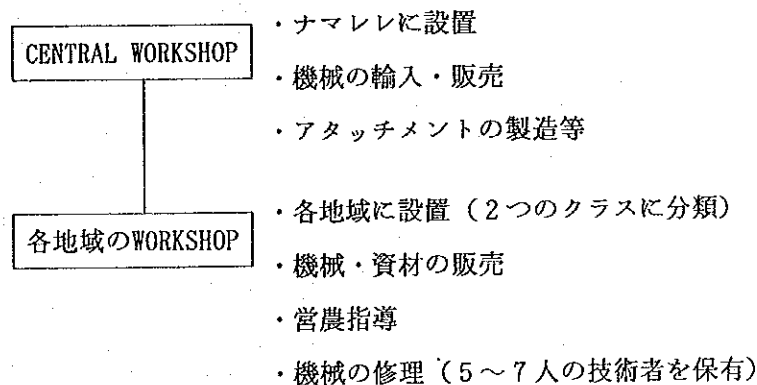 ・ナマレレに設置
CENTRAL WORKSHOP
・機械の輸入・販売
・アタッチメントの製造等
・各地域に設置（2つのクラスに分類）
各地域のWORKSHOP
・機械・資材の販売
・営農指導
・機械の修理（5～7人の技術者を保有）